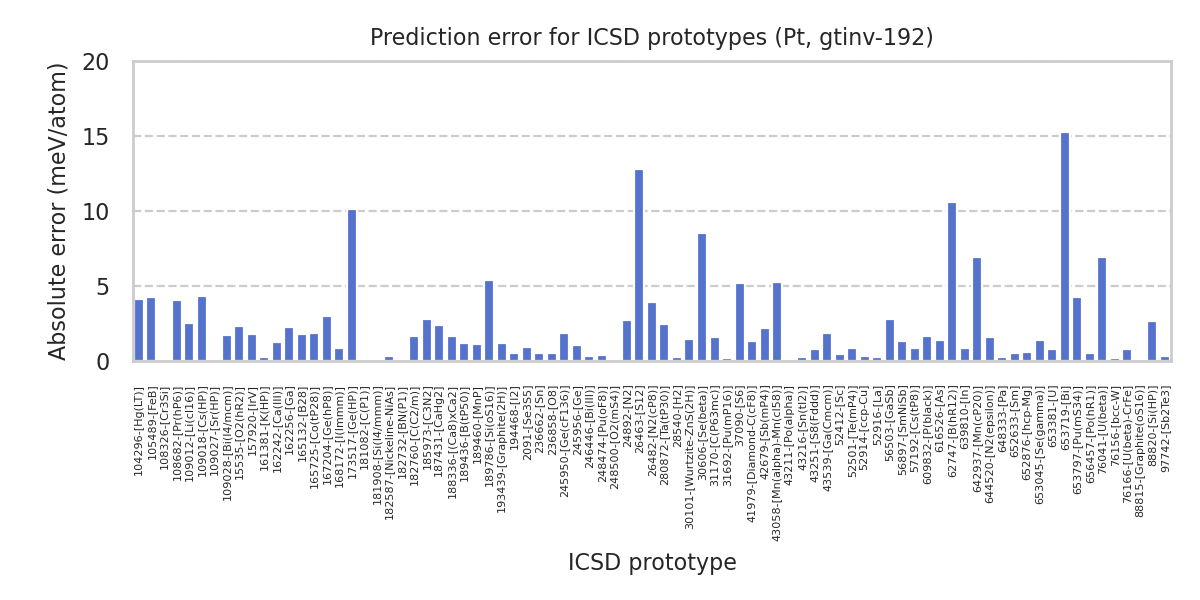 Prediction error for ICSD prototypes (Pt, gtinv-192)
Absolute error (meV/atom)
20
15
10
5
0
104296-[Hg(LT)]
105489-[FeB]
108326-[Cr3Si]
108682-[Pr(hP6)]
109012-[Li(cI16)]
109018-[Cs(HP)]
109027-[Sr(HP)]
109028-[Bi(I4/mcm)]
15535-[O2(hR2)]
157920-[IrV]
161381-[K(HP)]
162242-[Ca(III)]
162256-[Ga]
165132-[B28]
165725-[Co(tP28)]
167204-[Ge(hP8)]
168172-[I(Immm)]
173517-[Ge(HP)]
181082-[C(P1)]
181908-[Si(I4/mmm)]
182587-[Nickeline-NiAs]
182732-[BN(P1)]
182760-[C(C2/m)]
185973-[C3N2]
187431-[CaHg2]
188336-[(Ca8)xCa2]
189436-[B(tP50)]
189460-[MnP]
189786-[Si(oS16)]
193439-[Graphite(2H)]
194468-[I2]
2091-[Se3S5]
236662-[Sn]
236858-[O8]
245950-[Ge(cF136)]
245956-[Ge]
246446-[Bi(III)]
248474-[Pu(cF8)]
248500-[O2(mS4)]
24892-[N2]
26463-[S12]
26482-[N2(cP8)]
280872-[Ta(tP30)]
28540-[H2]
30101-[Wurtzite-ZnS(2H)]
30606-[Se(beta)]
31170-[C(P63mc)]
31692-[Pu(mP16)]
37090-[S6]
41979-[Diamond-C(cF8)]
42679-[Sb(mP4)]
43058-[Mn(alpha)-Mn(cI58)]
43211-[Po(alpha)]
43216-[Sn(tI2)]
43251-[S8(Fddd)]
43539-[Ga(Cmcm)]
52412-[Sc]
52501-[Te(mP4)]
52914-[ccp-Cu]
52916-[La]
56503-[GaSb]
56897-[SmNiSb]
57192-[Cs(tP8)]
609832-[P(black)]
616526-[As]
62747-[B(hR12)]
639810-[In]
642937-[Mn(cP20)]
644520-[N2(epsilon)]
648333-[Pa]
652633-[Sm]
652876-[hcp-Mg]
653045-[Se(gamma)]
653381-[U]
653719-[Bi]
653797-[Pu(mS34)]
656457-[Po(hR1)]
76041-[U(beta)]
76156-[bcc-W]
76166-[U(beta)-CrFe]
88815-[Graphite(oS16)]
88820-[Si(HP)]
97742-[Sb2Te3]
ICSD prototype